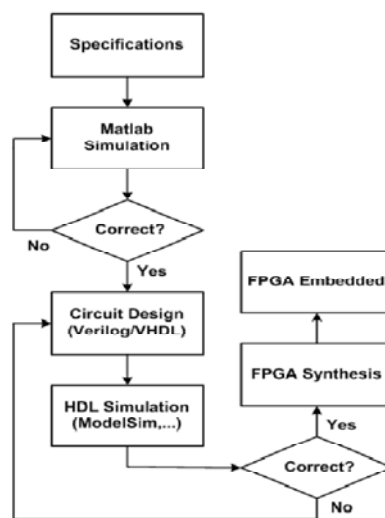 Specifications
Matlab
Simulation
Correct?
No
Yes
Circuit Design
(Verilog/VHDL)
HDL Simulation
(ModelSim,...)
FPGA Embedded
FPGA Synthesis
Yes
Correct?
No